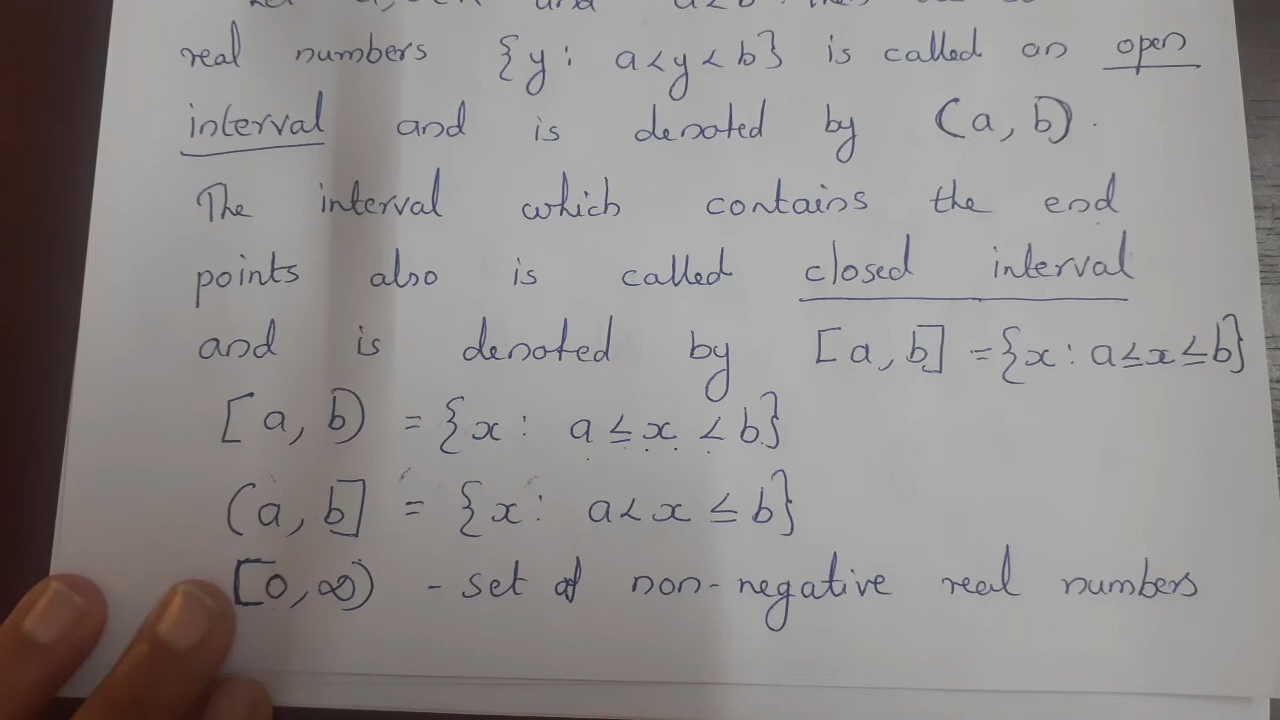 and a<b
real numbers {y: a<y<b} is called an open
interval and is denoted by (a, b).
The interval which contains the end
points also is called closed interval
and is denoted by [a, b] = {x: a≤x≤b}
[a, b) = {x: a≤x<b}
(a, b] = {x: a<x≤b}
[0, ∞) - set of non-negative real numbers